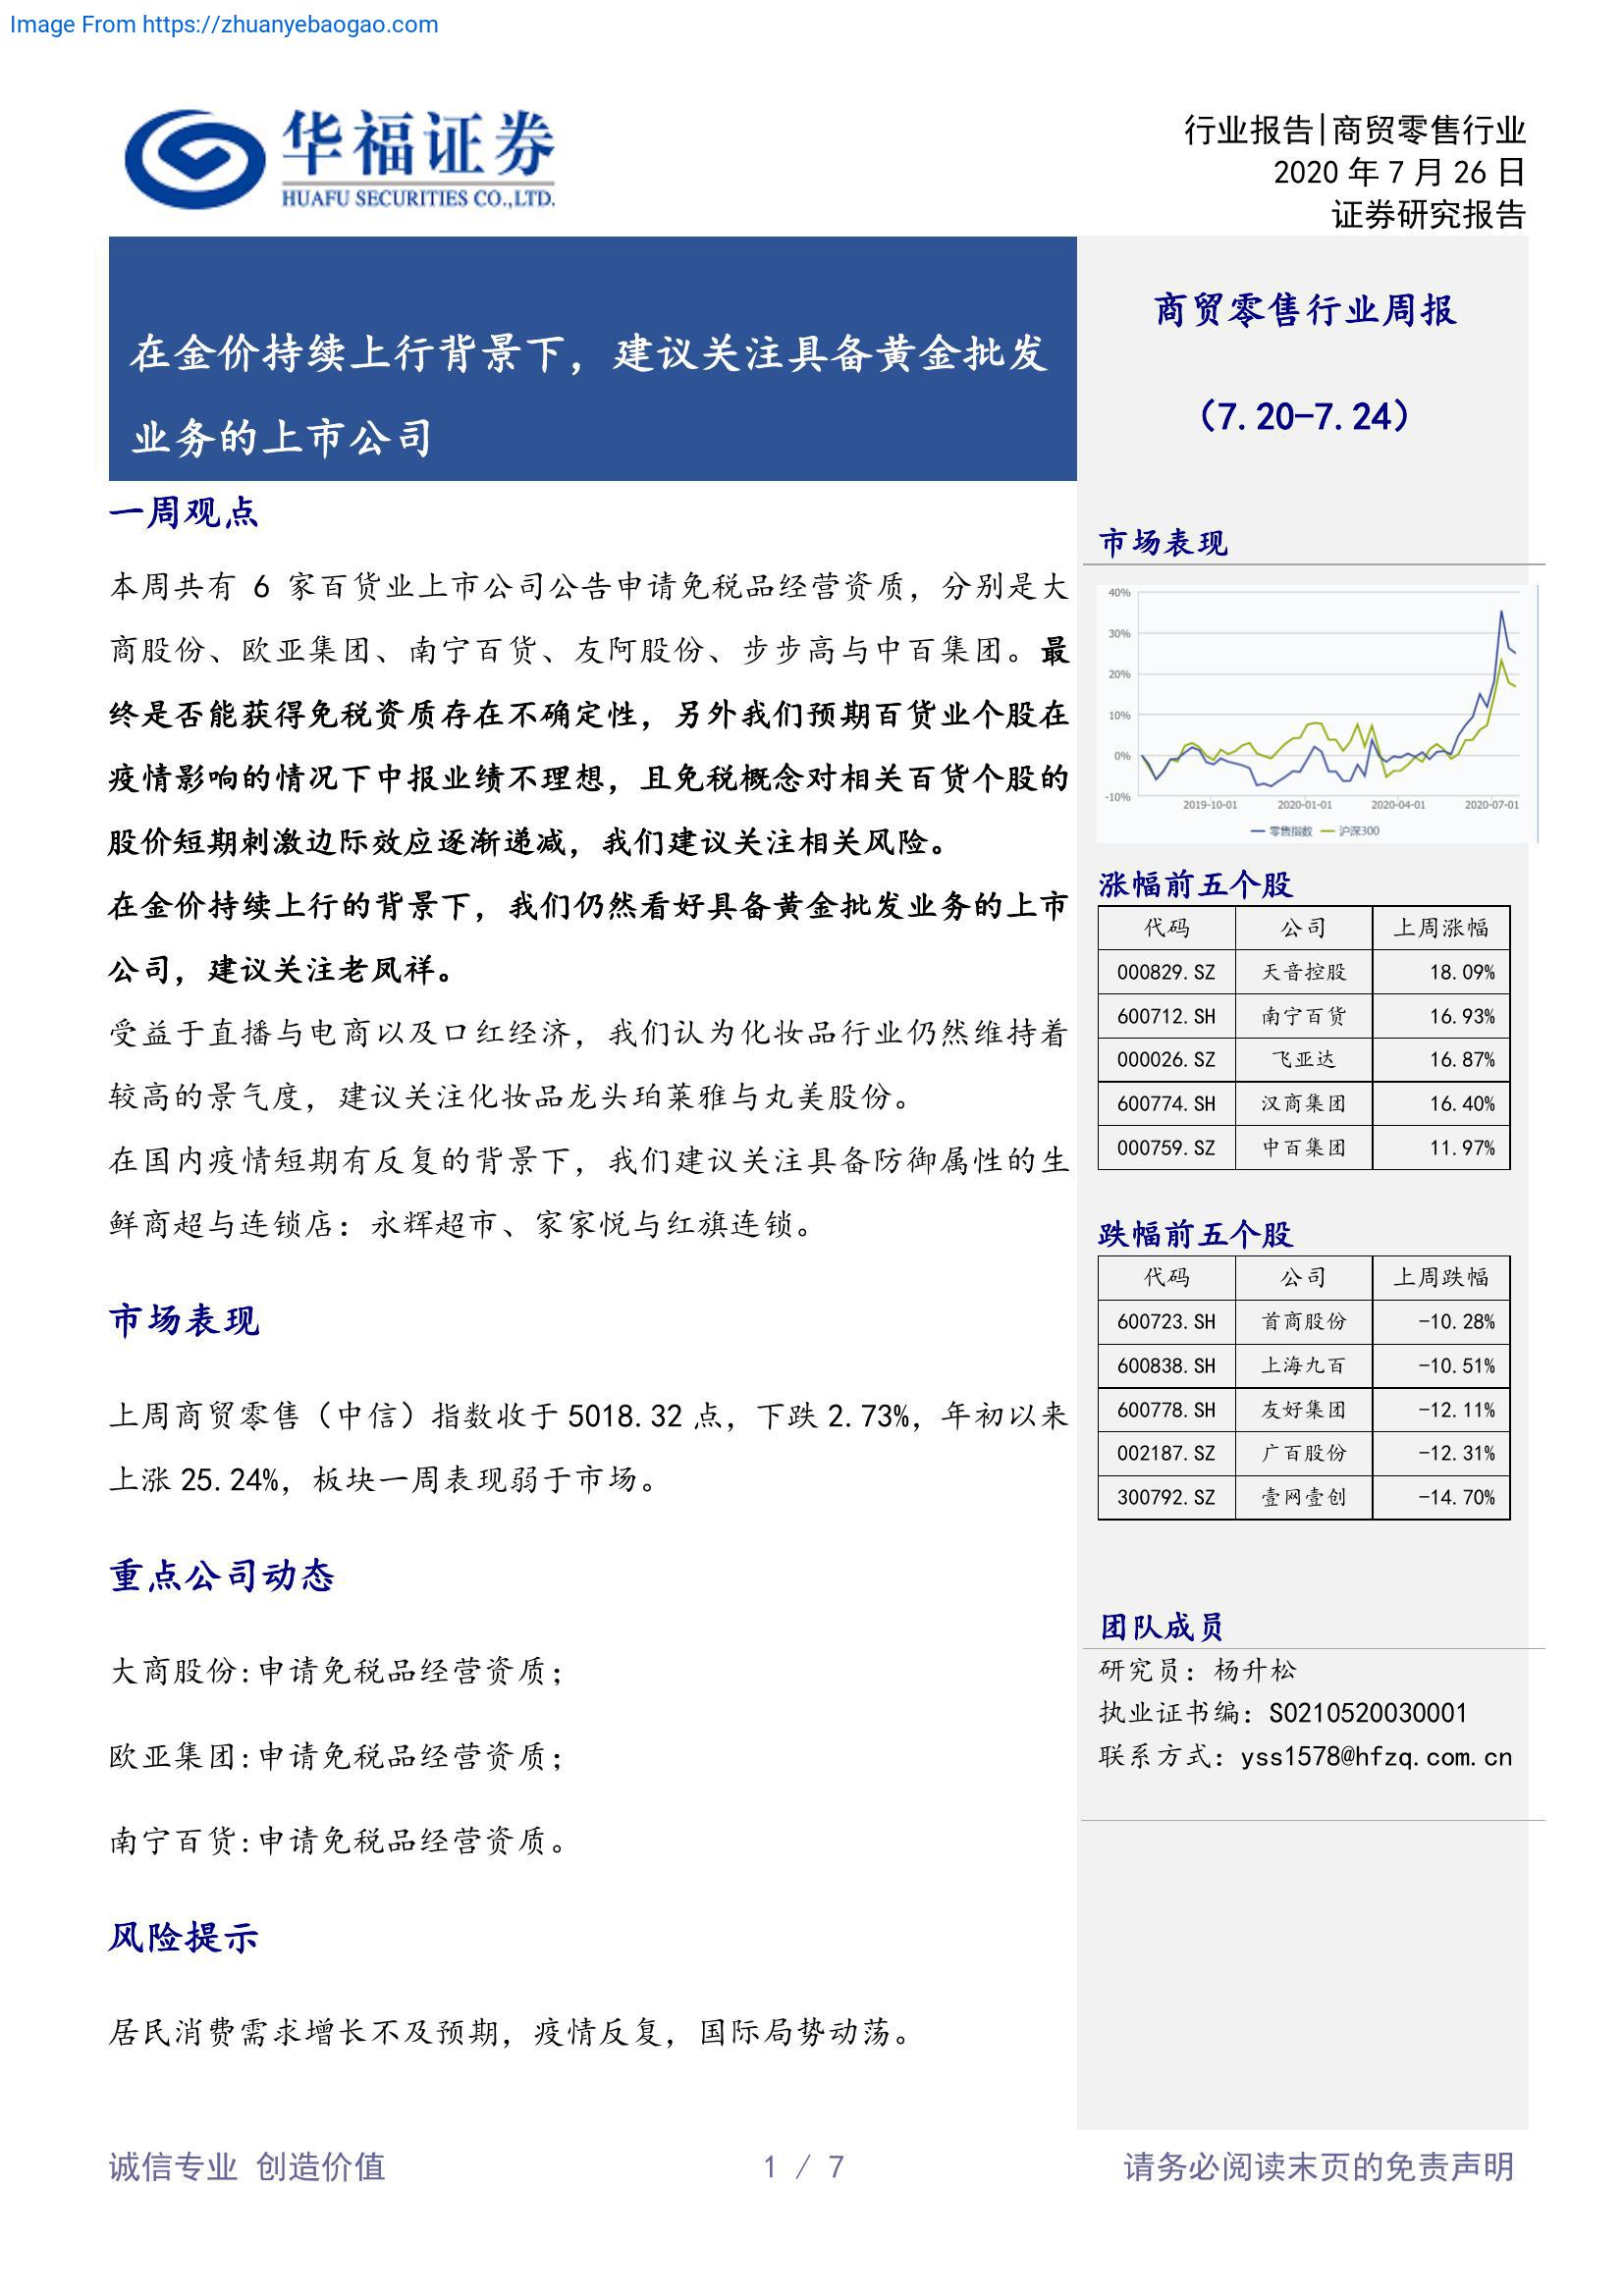 Image From https://zhuanyebaogao.com
华福证券
HUAFU SECURITIES CO.,LTD.
行业报告|商贸零售行业
2020 年 7 月 26 日
证券研究报告
在金价持续上行背景下，建议关注具备黄金批发
业务的上市公司
一周观点
本周共有 6 家百货业上市公司公告申请免税品经营资质，分别是大
商股份、欧亚集团、南宁百货、友阿股份、步步高与中百集团。最
终是否能获得免税资质存在不确定性，另外我们预期百货业个股在
疫情影响的情况下中报业绩不理想，且免税概念对相关百货个股的
股价短期刺激边际效应逐渐递减，我们建议关注相关风险。
在金价持续上行的背景下，我们仍然看好具备黄金批发业务的上市
公司，建议关注老凤祥。
受益于直播与电商以及口红经济，我们认为化妆品行业仍然维持着
较高的景气度，建议关注化妆品龙头珀莱雅与丸美股份。
在国内疫情短期有反复的背景下，我们建议关注具备防御属性的生
鲜商超与连锁店：永辉超市、家家悦与红旗连锁。
市场表现
上周商贸零售（中信）指数收于 5018.32 点，下跌 2.73%，年初以来
上涨 25.24%，板块一周表现弱于市场。
重点公司动态
大商股份:申请免税品经营资质；
欧亚集团:申请免税品经营资质；
南宁百货:申请免税品经营资质。
风险提示
居民消费需求增长不及预期，疫情反复，国际局势动荡。
商贸零售行业周报
（7.20-7.24）
市场表现
40%
30%
20%
10%
0%
-10%
2019-10-01 2020-01-01 2020-04-01 2020-07-01
零售指数 沪深300
涨幅前五个股
代码 公司 上周涨幅
000829.SZ 天音控股 18.09%
600712.SH 南宁百货 16.93%
000026.SZ 飞亚达 16.87%
600774.SH 汉商集团 16.40%
000759.SZ 中百集团 11.97%
跌幅前五个股
代码 公司 上周跌幅
600723.SH 首商股份 -10.28%
600838.SH 上海九百 -10.51%
600778.SH 友好集团 -12.11%
002187.SZ 广百股份 -12.31%
300792.SZ 壹网壹创 -14.70%
团队成员
研究员：杨升松
执业证书编：S0210520030001
联系方式：yss1578@hfzq.com.cn
诚信专业 创造价值
1 / 7
请务必阅读末页的免责声明